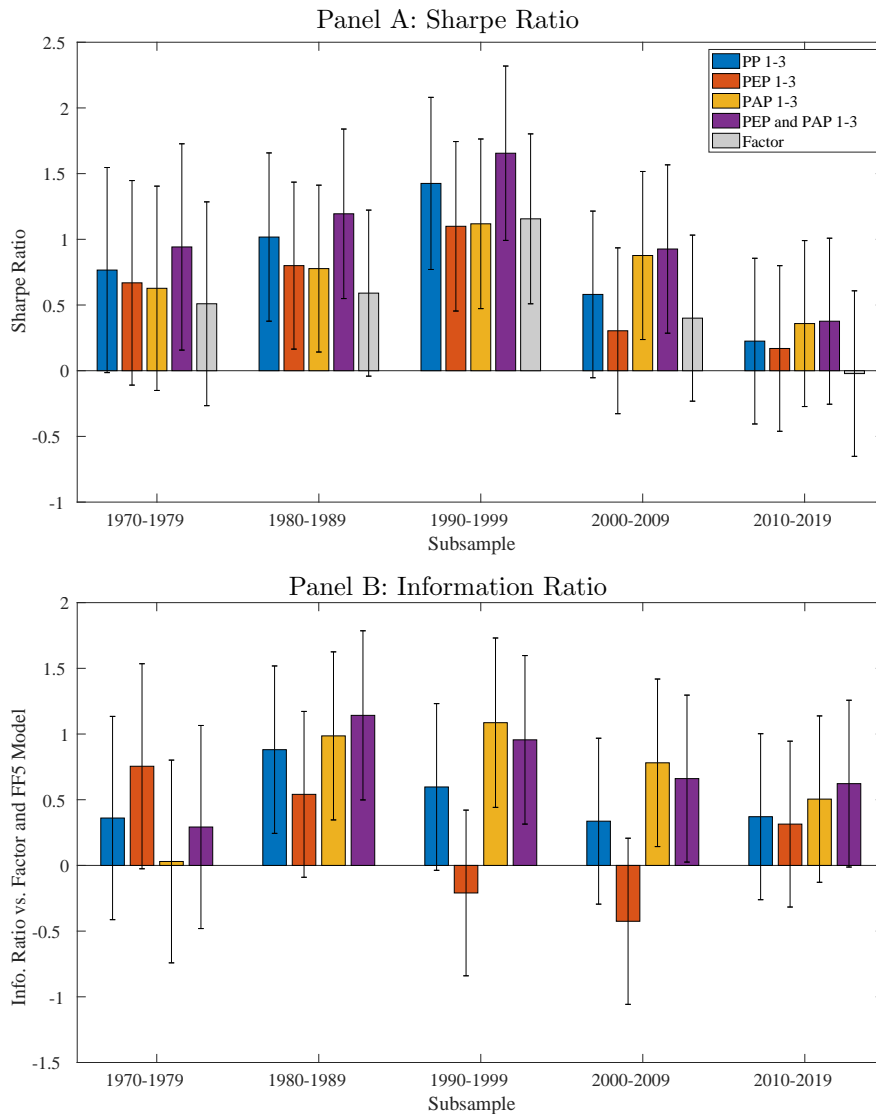 Panel A: Sharpe Ratio
2.5
2
1.5
1
0.5
0
-0.5
-1
Sharpe Ratio
PP 1-3
PEP 1-3
PAP 1-3
PEP and PAP 1-3
Factor
1970-1979 1980-1989 1990-1999 2000-2009 2010-2019
Subsample
Panel B: Information Ratio
2
1.5
1
0.5
0
-0.5
-1
-1.5
Info. Ratio vs. Factor and FF5 Model
1970-1979 1980-1989 1990-1999 2000-2009 2010-2019
Subsample